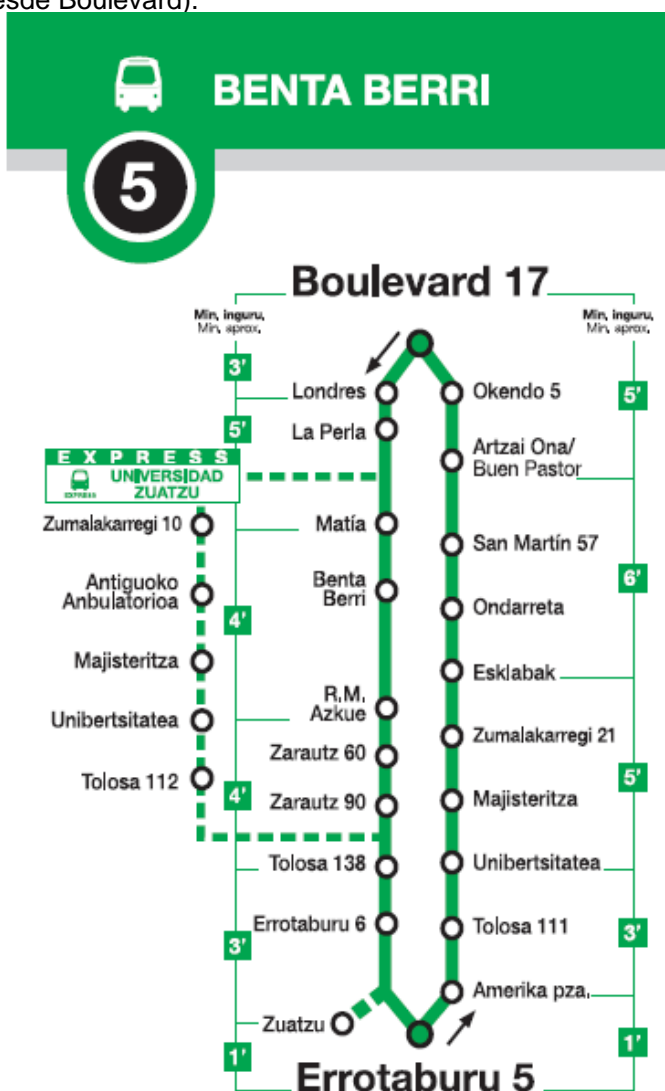 esde Boulevard).
BENTA BERRI
5
Boulevard 17
Min, inguru,
Min, aprox,
Min, inguru,
Min, aprox,
3'
Londres
Okendo 5
5'
5'
La Perla
Artzai Ona/
Buen Pastor
EXPRESS
EXPRESS
UNIVERSIDAD
ZUATZU
Zumalakarregi 10
Matía
San Martín 57
Antiguoko
Anbulatorioa
Benta
Berri
6'
Ondarreta
4'
Majisteritza
Esklabak
Unibertsitatea
R.M.
Azkue
Zumalakarregi 21
Tolosa 112
Zarautz 60
5'
4'
Zarautz 90
Majisteritza
Tolosa 138
Unibertsitatea
Errotaburu 6
Tolosa 111
3'
3'
Amerika pza.
Zuatzu
1'
1'
Errotaburu 5